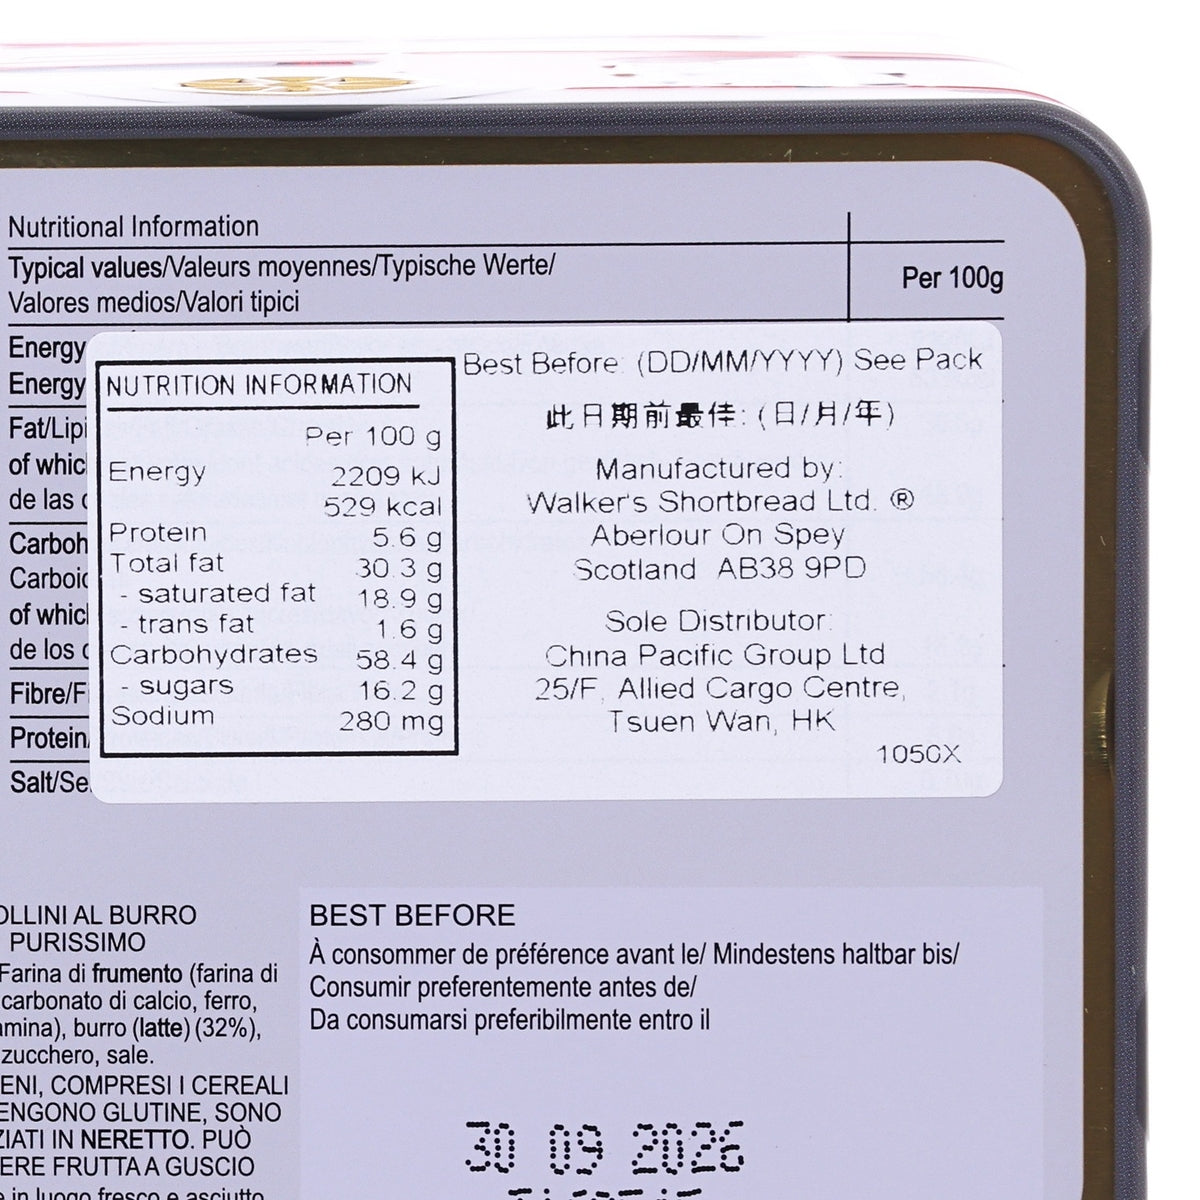 Nutritional Information
Typical values/Valeurs moyennes/Typische Werte/
Valores medios/Valori tipici
Per 100g
Energy
Energy
Fat/Lipi
of whic
de las
Carboh
Carboi
of whic
de los
Fibre/F
Protein
Salt/Se
NUTRITION INFORMATION
Per 100 g
Energy 2209 kJ
529 kcal
Protein 5.6 g
Total fat 30.3 g
- saturated fat 18.9 g
- trans fat 1.6 g
Carbohydrates 58.4 g
- sugars 16.2 g
Sodium 280 mg
Best Before: (DD/MM/YYYY) See Pack
此日期前最佳: (日/月/年)
Manufactured by:
Walker's Shortbread Ltd. ®
Aberlour On Spey
Scotland AB38 9PD
Sole Distributor:
China Pacific Group Ltd
25/F, Allied Cargo Centre,
Tsuen Wan, HK
1050X
OLLINI AL BURRO
PURISSIMO
Farina di frumento (farina di
carbonato di calcio, ferro,
amina), burro (latte) (32%),
zucchero, sale.
ENI, COMPRESI I CEREALI
ENGONO GLUTINE, SONO
ZIATI IN NERETTO. PUÒ
ERE FRUTTA A GUSCIO
e in luogo fresco e asciutto
BEST BEFORE
À consommer de préférence avant le/ Mindestens haltbar bis/
Consumir preferentemente antes de/
Da consumarsi preferibilmente entro il
30 09 2026